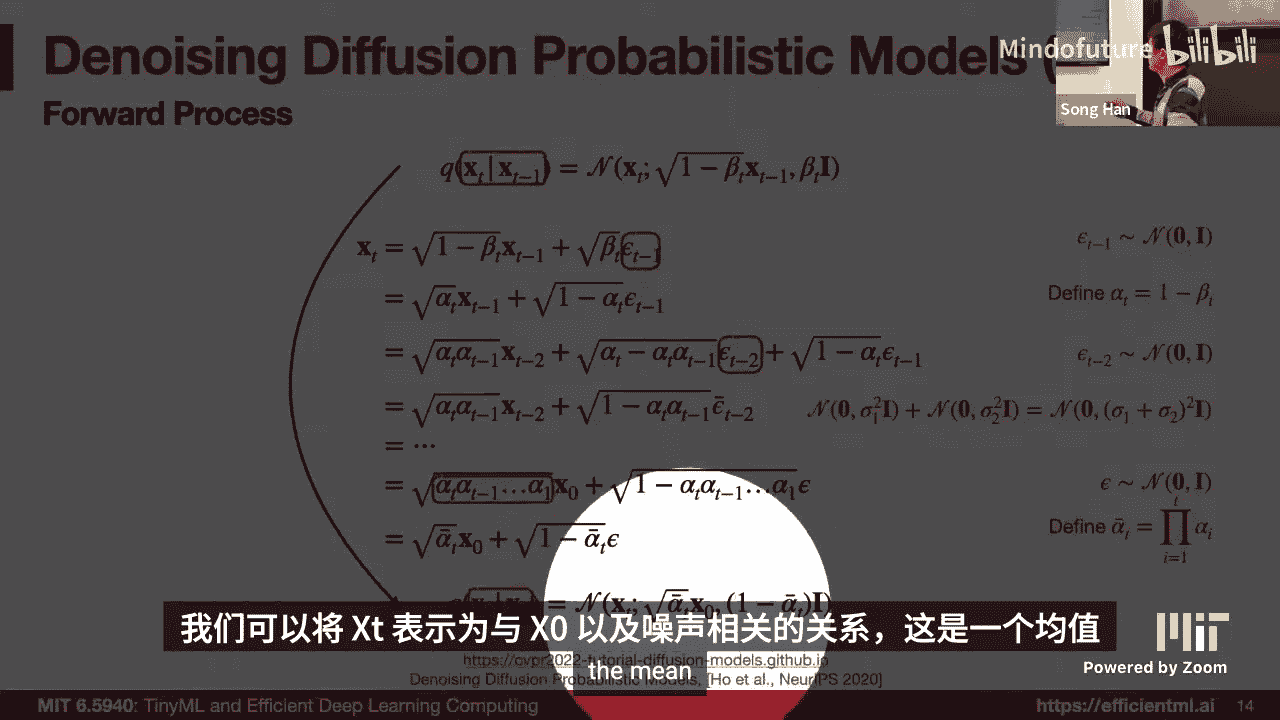 Denoising Diffusion Probabilistic Models (
Mindofuture bilibili
Forward Process
Song Han
q(x_t | x_{t−1}) = 𝒩(x_t; √(1 − β_t) x_{t−1}, β_t I)
x_t = √(1 − β_t) x_{t−1} + √β_t ϵ_{t−1}
ϵ_{t−1} ∼ 𝒩(0, I)
= √α_t x_{t−1} + √(1 − α_t) ϵ_{t−1}
Define α_t = 1 − β_t
= √(α_t α_{t−1}) x_{t−2} + √(α_t − α_t α_{t−1}) ϵ_{t−2} + √(1 − α_t) ϵ_{t−1}
ϵ_{t−2} ∼ 𝒩(0, I)
= √(α_t α_{t−1}) x_{t−2} + √(1 − α_t α_{t−1}) ϵ̄_{t−2}
𝒩(0, σ_1^2 I) + 𝒩(0, σ_2^2 I) = 𝒩(0, (σ_1 + σ_2)^2 I)
= ⋯
= √(α_t α_{t−1}…α_1) x_0 + √(1 − α_t α_{t−1}…α_1) ϵ
ϵ ∼ 𝒩(0, I)
= √ᾱ_t x_0 + √(1 − ᾱ_t) ϵ
Define ᾱ_t = ∏_{i=1}^{t} α_i
= 𝒩(x_t; √ᾱ_t x_0, (1 − ᾱ_t)I)
我们可以将 Xt 表示为与 X0 以及噪声相关的关系，这是一个均值
the mean
https://cvpr2022-tutorial-diffusion-models.github.io
Denoising Diffusion Probabilistic Models, [Ho et al., NeurIPS 2020]
MIT
Powered by Zoom
MIT 6.5940: TinyML and Efficient Deep Learning Computing
https://efficientml.ai
14